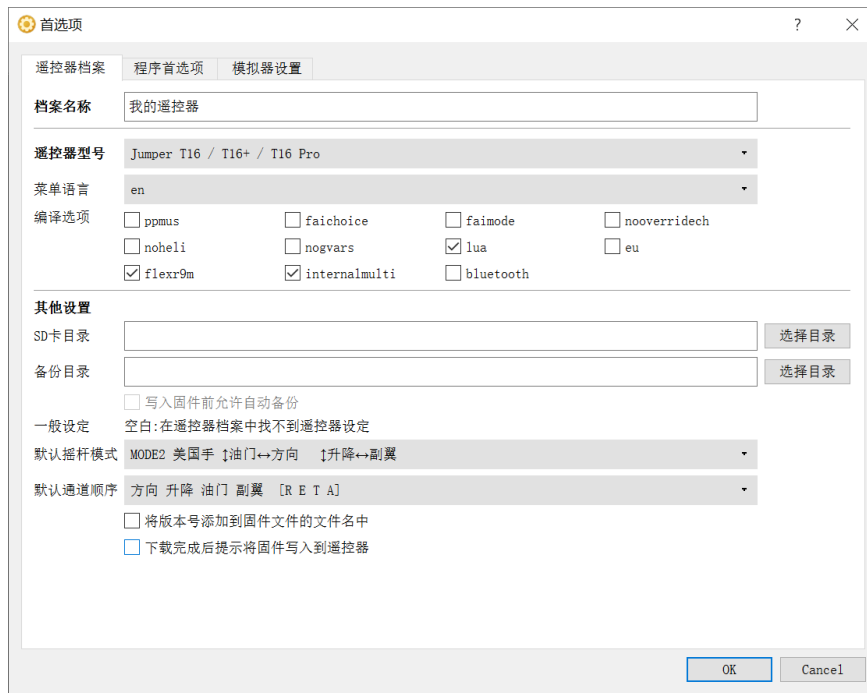 首选项
遥控器档案 程序首选项 模拟器设置
档案名称 我的遥控器
遥控器型号 Jumper T16 / T16+ / T16 Pro
菜单语言 en
编译选项 ppmus faichoice faimode nooverridech
noheli nogvars lua eu
flexr9m internalmulti bluetooth
其他设置
SD卡目录 选择目录
备份目录 选择目录
写入固件前允许自动备份
一般设定 空白:在遥控器档案中找不到遥控器设定
默认摇杆模式 MODE2 美国手 ↕油门↔方向 ↕升降↔副翼
默认通道顺序 方向 升降 油门 副翼 [R E T A]
将版本号添加到固件文件的文件名中
下载完成后提示将固件写入到遥控器
OK Cancel